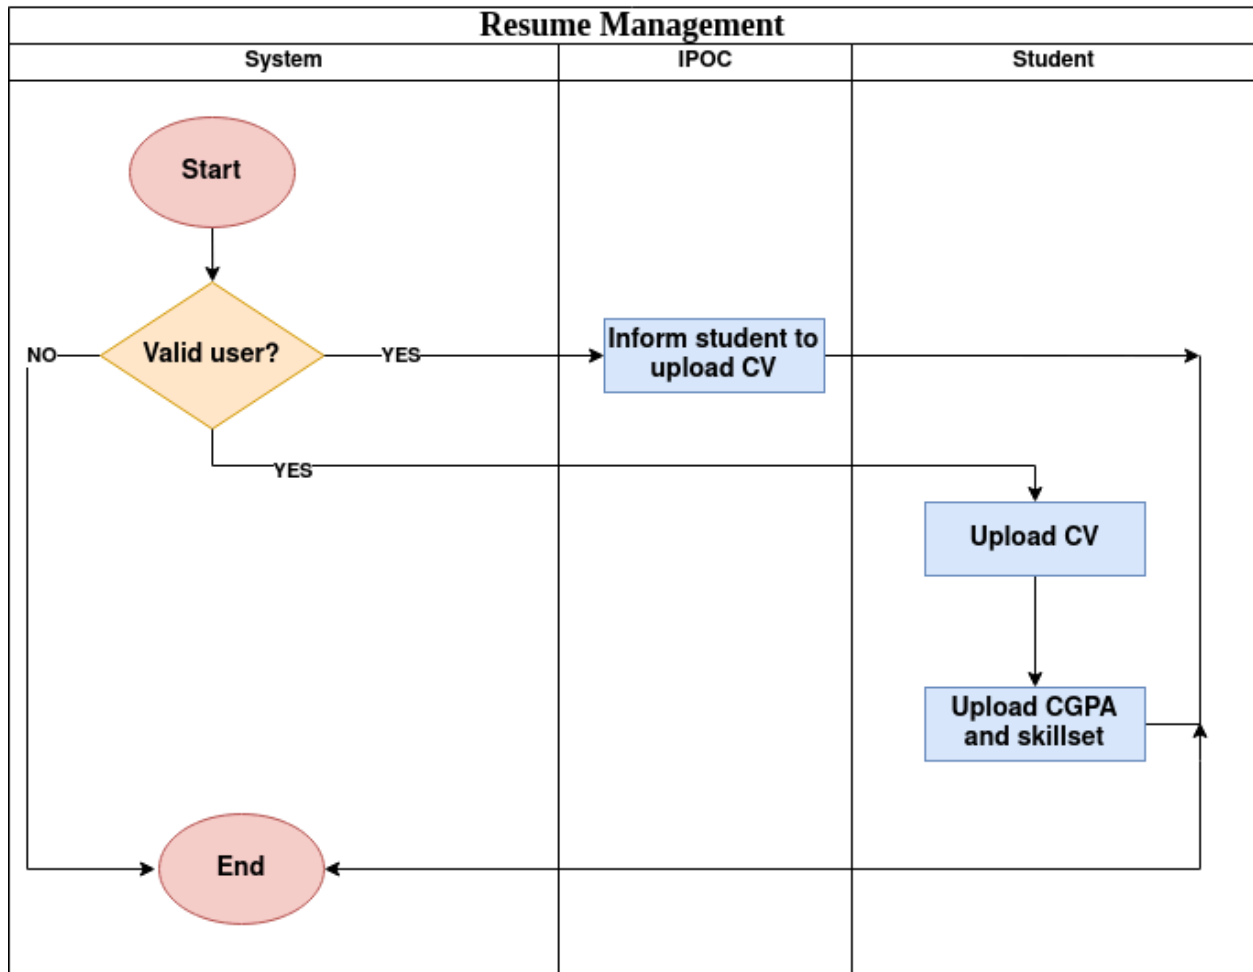 Resume Management
System
IPOC
Student
Start
Valid user?
NO
YES
Inform student to
upload CV
YES
Upload CV
Upload CGPA
and skillset
End